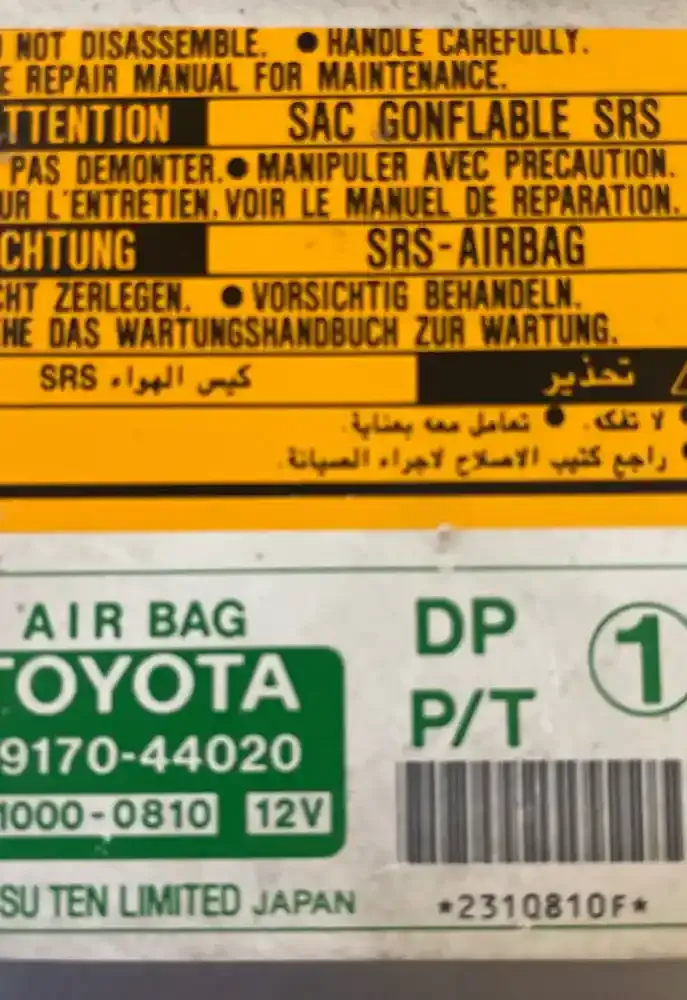 NOT DISASSEMBLE. ● HANDLE CAREFULLY.
E REPAIR MANUAL FOR MAINTENANCE.
TTENTION SAC GONFLABLE SRS
PAS DEMONTER. ● MANIPULER AVEC PRECAUTION.
UR L'ENTRETIEN, VOIR LE MANUEL DE REPARATION.
CHTUNG SRS-AIRBAG
CHT ZERLEGEN. ● VORSICHTIG BEHANDELN.
HE DAS WARTUNGSHANDBUCH ZUR WARTUNG.
تحذير كيس الهواء SRS
● لا تفكه. ● تعامل معه بعناية.
● راجع كتيب الاصلاح لاجراء الصيانة.
AIR BAG
DP
1
TOYOTA
P/T
9170-44020
1000-0810 12V
SU TEN LIMITED JAPAN
*2310810F*